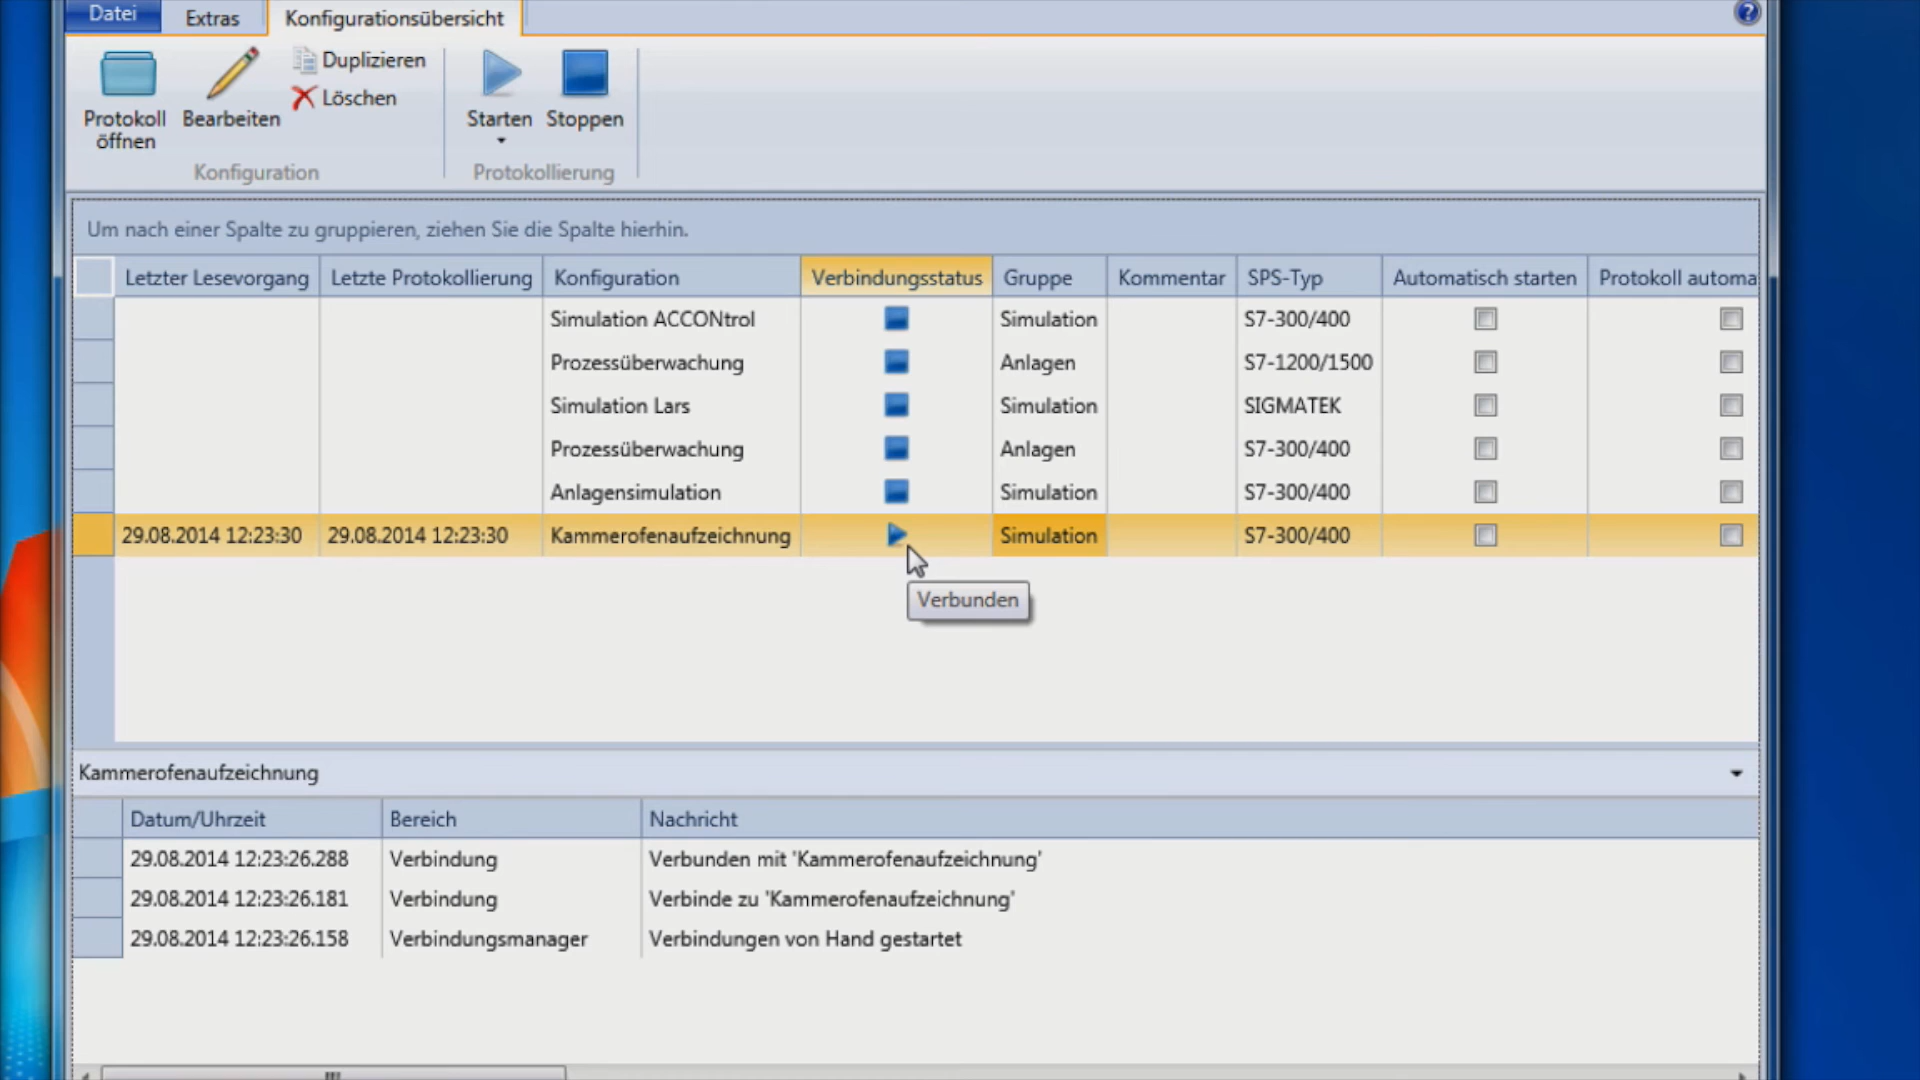 Datei Extras Konfigurationsübersicht
Protokoll öffnen Bearbeiten Duplizieren Löschen Starten Stoppen
Konfiguration Protokollierung
Um nach einer Spalte zu gruppieren, ziehen Sie die Spalte hierhin.
Letzter Lesevorgang Letzte Protokollierung Konfiguration Verbindungsstatus Gruppe Kommentar SPS-Typ Automatisch starten Protokoll automa
Simulation ACCONtrol Simulation S7-300/400
Prozessüberwachung Anlagen S7-1200/1500
Simulation Lars Simulation SIGMATEK
Prozessüberwachung Anlagen S7-300/400
Anlagensimulation Simulation S7-300/400
29.08.2014 12:23:30 29.08.2014 12:23:30 Kammerofenaufzeichnung Simulation S7-300/400
Verbunden
Kammerofenaufzeichnung
Datum/Uhrzeit Bereich Nachricht
29.08.2014 12:23:26.288 Verbindung Verbunden mit 'Kammerofenaufzeichnung'
29.08.2014 12:23:26.181 Verbindung Verbinde zu 'Kammerofenaufzeichnung'
29.08.2014 12:23:26.158 Verbindungsmanager Verbindungen von Hand gestartet